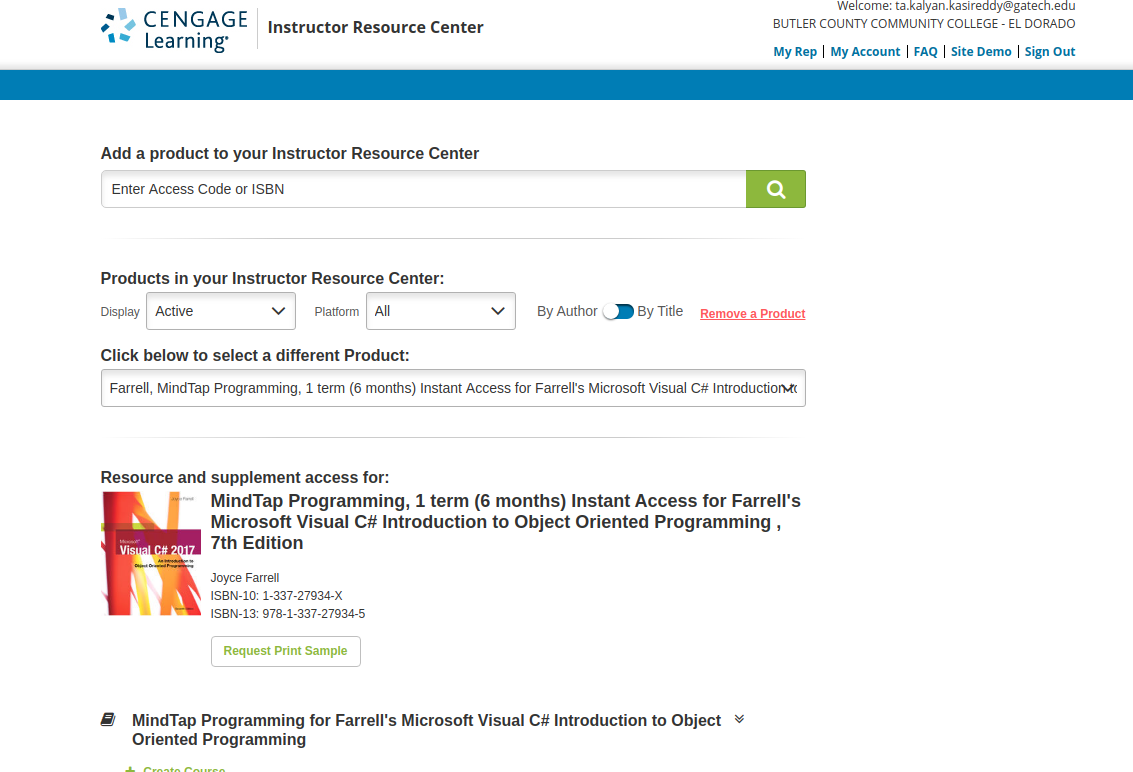 CENGAGE
Learning
Instructor Resource Center
Welcome: ta.kalyan.kasireddy@gatech.edu
BUTLER COUNTY COMMUNITY COLLEGE - EL DORADO
My Rep | My Account | FAQ | Site Demo | Sign Out
Add a product to your Instructor Resource Center
Enter Access Code or ISBN
Products in your Instructor Resource Center:
Display Active Platform All By Author By Title Remove a Product
Click below to select a different Product:
Farrell, MindTap Programming, 1 term (6 months) Instant Access for Farrell's Microsoft Visual C# Introduction
Resource and supplement access for:
Joyce Farrell
Microsoft
Visual C# 2017
An Introduction to
Object-Oriented Programming
MindTap Programming, 1 term (6 months) Instant Access for Farrell's
Microsoft Visual C# Introduction to Object Oriented Programming ,
7th Edition
Joyce Farrell
ISBN-10: 1-337-27934-X
ISBN-13: 978-1-337-27934-5
Request Print Sample
MindTap Programming for Farrell's Microsoft Visual C# Introduction to Object
Oriented Programming
+ Create Course